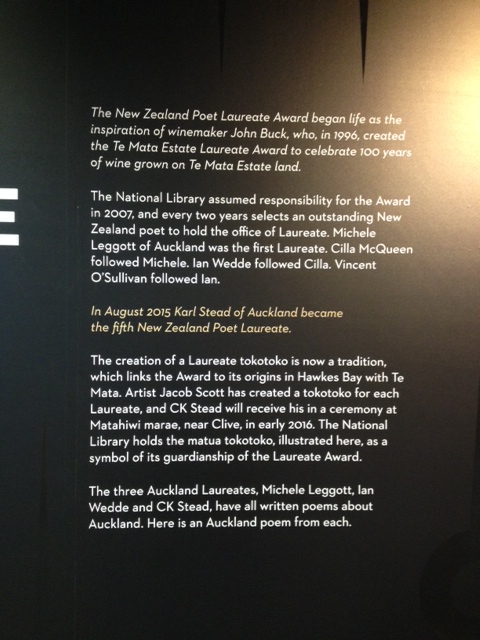 The New Zealand Poet Laureate Award began life as the
inspiration of winemaker John Buck, who, in 1996, created
the Te Mata Estate Laureate Award to celebrate 100 years
of wine grown on Te Mata Estate land.
The National Library assumed responsibility for the Award
in 2007, and every two years selects an outstanding New
Zealand poet to hold the office of Laureate. Michele
Leggott of Auckland was the first Laureate. Cilla McQueen
followed Michele. Ian Wedde followed Cilla. Vincent
O'Sullivan followed Ian.
In August 2015 Karl Stead of Auckland became
the fifth New Zealand Poet Laureate.
The creation of a Laureate tokotoko is now a tradition,
which links the Award to its origins in Hawkes Bay with Te
Mata. Artist Jacob Scott has created a tokotoko for each
Laureate, and CK Stead will receive his in a ceremony at
Matahiwi marae, near Clive, in early 2016. The National
Library holds the matua tokotoko, illustrated here, as a
symbol of its guardianship of the Laureate Award.
The three Auckland Laureates, Michele Leggott, Ian
Wedde and CK Stead, have all written poems about
Auckland. Here is an Auckland poem from each.